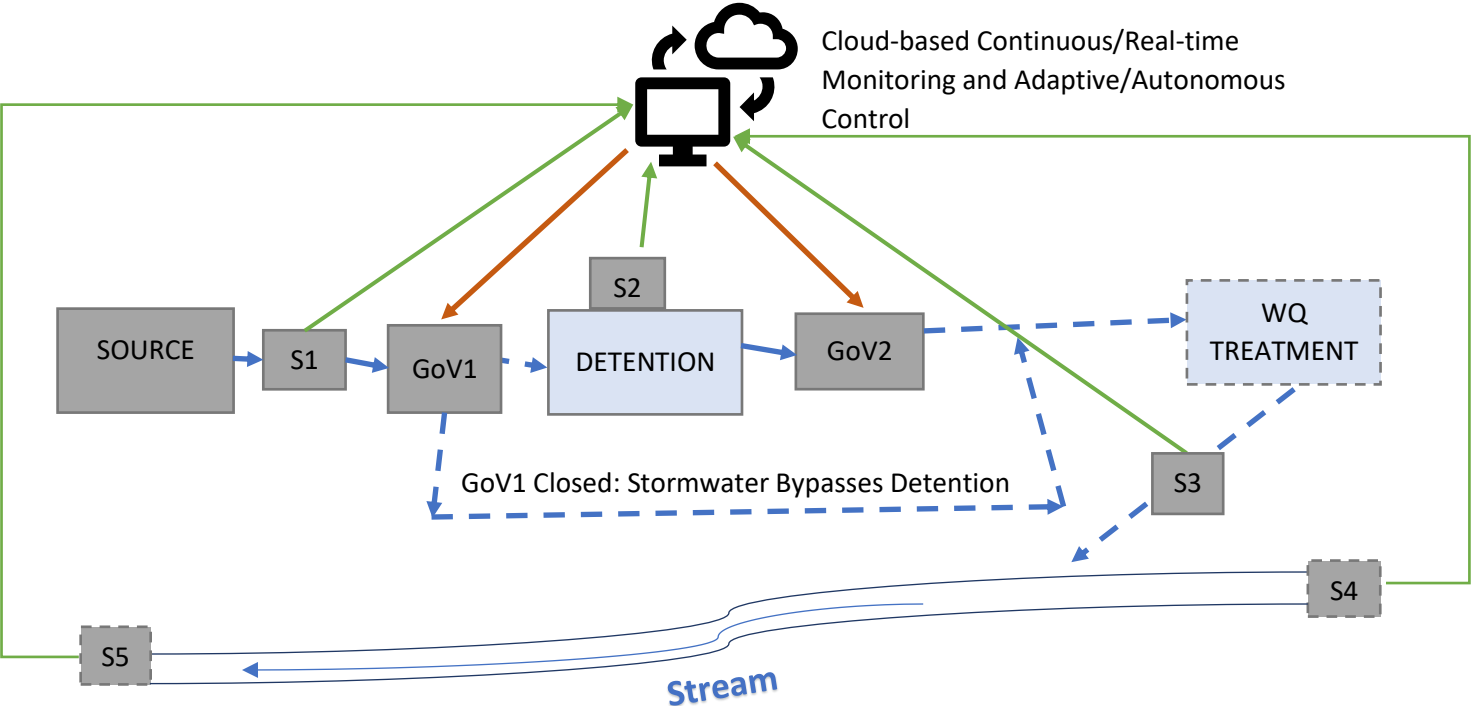 Cloud-based Continuous/Real-time
Monitoring and Adaptive/Autonomous
Control
S2
SOURCE
S1
GoV1
DETENTION
GoV2
WQ
TREATMENT
GoV1 Closed: Stormwater Bypasses Detention
S3
S4
S5
Stream